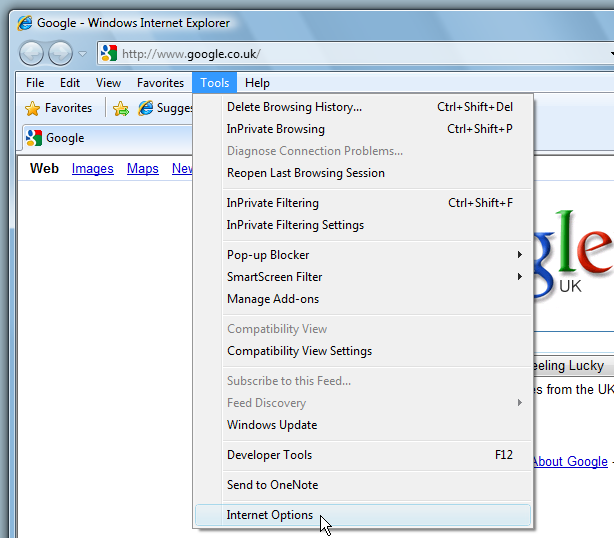 Google - Windows Internet Explorer
http://www.google.co.uk/
File Edit View Favorites Tools Help
Favorites Sugges
Google
Web Images Maps New
Delete Browsing History... Ctrl+Shift+Del
InPrivate Browsing Ctrl+Shift+P
Diagnose Connection Problems...
Reopen Last Browsing Session
InPrivate Filtering Ctrl+Shift+F
InPrivate Filtering Settings
Pop-up Blocker
SmartScreen Filter
Manage Add-ons
Compatibility View
Compatibility View Settings
Subscribe to this Feed...
Feed Discovery
Windows Update
Developer Tools F12
Send to OneNote
Internet Options
gle
UK
eeling Lucky
es from the UK
About Google -